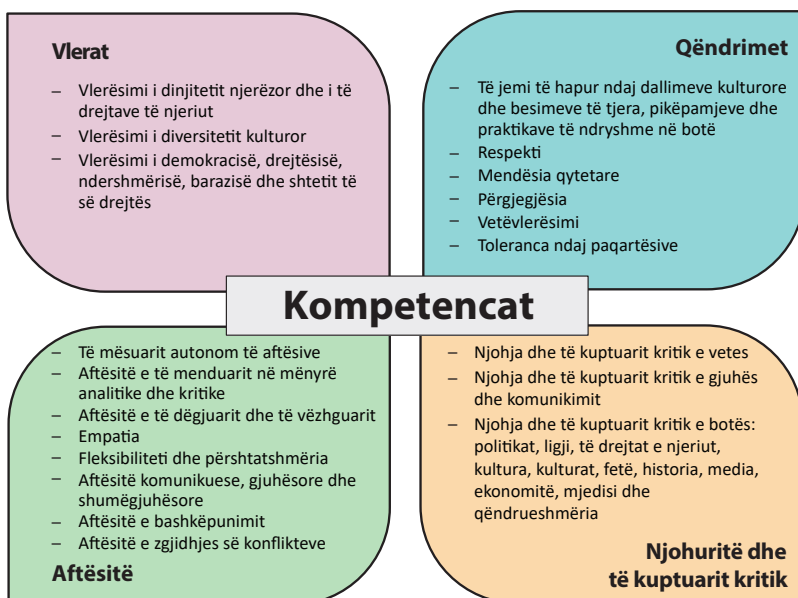 Vlerat
– Vlerësimi i dinjitetit njerëzor dhe i të
drejtave të njeriut
– Vlerësimi i diversitetit kulturor
– Vlerësimi i demokracisë, drejtësisë,
ndershmërisë, barazisë dhe shtetit të
së drejtës
Qëndrimet
– Të jemi të hapur ndaj dallimeve kulturore
dhe besimeve të tjera, pikëpamjeve dhe
praktikave të ndryshme në botë
– Respekti
– Mendësia qytetare
– Përgjegjësia
– Vetëvlerësimi
– Toleranca ndaj paqartësive
Kompetencat
– Të mësuarit autonom të aftësive
– Aftësitë e të menduarit në mënyrë
analitike dhe kritike
– Aftësitë e të dëgjuarit dhe të vëzhguarit
– Empatia
– Fleksibiliteti dhe përshtatshmëria
– Aftësitë komunikuese, gjuhësore dhe
shumëgjuhësore
– Aftësitë e bashkëpunimit
– Aftësitë e zgjidhjes së konflikteve
Aftësitë
– Njohja dhe të kuptuarit kritik e vetes
– Njohja dhe të kuptuarit kritik e gjuhës
dhe komunikimit
– Njohja dhe të kuptuarit kritik e botës:
politikat, ligji, të drejtat e njeriut,
kultura, kulturat, fetë, historia, media,
ekonomitë, mjedisi dhe
qëndrueshmëria
Njohuritë dhe
të kuptuarit kritik